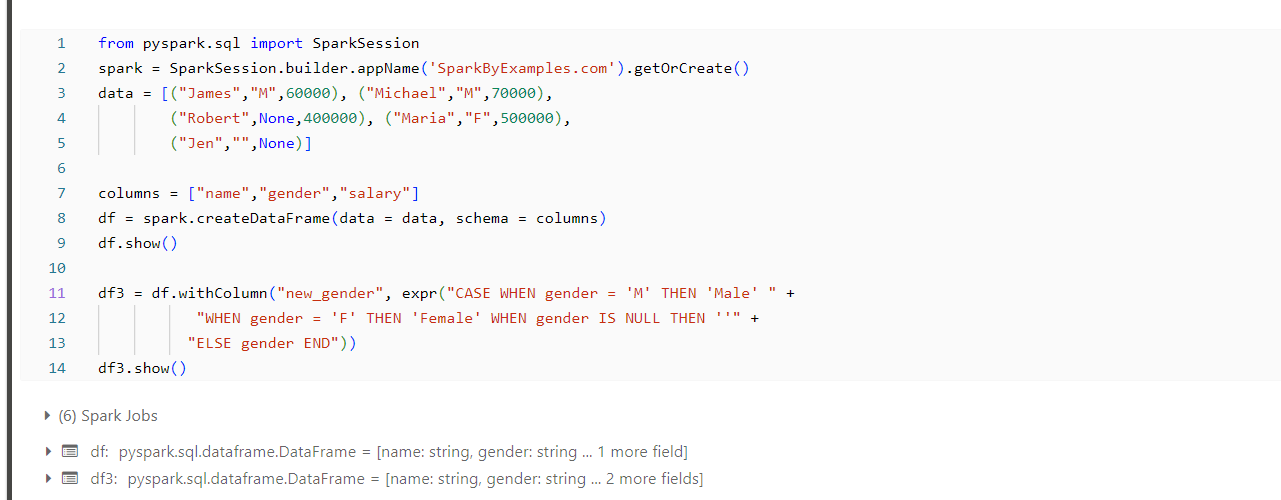 1 from pyspark.sql import SparkSession
2 spark = SparkSession.builder.appName('SparkByExamples.com').getOrCreate()
3 data = [("James","M",60000), ("Michael","M",70000),
4 ("Robert",None,400000), ("Maria","F",500000),
5 ("Jen","",None)]
6
7 columns = ["name","gender","salary"]
8 df = spark.createDataFrame(data = data, schema = columns)
9 df.show()
10
11 df3 = df.withColumn("new_gender", expr("CASE WHEN gender = 'M' THEN 'Male' " +
12 "WHEN gender = 'F' THEN 'Female' WHEN gender IS NULL THEN ''" +
13 "ELSE gender END"))
14 df3.show()
(6) Spark Jobs
df: pyspark.sql.dataframe.DataFrame = [name: string, gender: string ... 1 more field]
df3: pyspark.sql.dataframe.DataFrame = [name: string, gender: string ... 2 more fields]